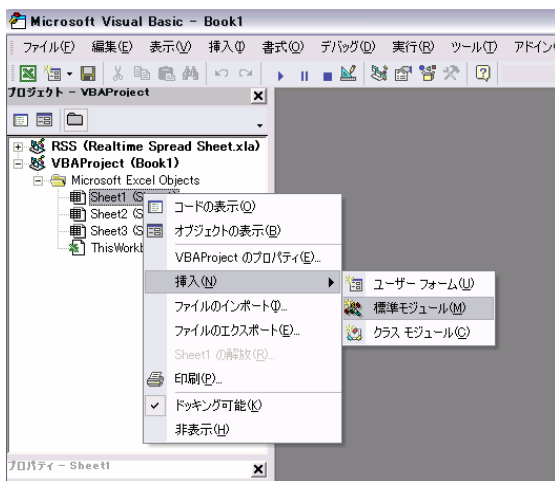 Microsoft Visual Basic - Book1
ファイル(F) 編集(E) 表示(V) 挿入(I) 書式(O) デバッグ(D) 実行(R) ツール(T) アドイン
プロジェクト - VBAProject
RSS (Realtime Spread Sheet.xla)
VBAProject (Book1)
Microsoft Excel Objects
Sheet1 (S
Sheet2 (S
Sheet3 (S
ThisWork
コードの表示(O)
オブジェクトの表示(B)
VBAProject のプロパティ(E)...
挿入(N)
ユーザー フォーム(U)
標準モジュール(M)
クラス モジュール(C)
ファイルのインポート(I)...
ファイルのエクスポート(E)...
Sheet1 の解放(R)...
印刷(P)...
ドッキング可能(K)
非表示(H)
プロパティ - Sheet1